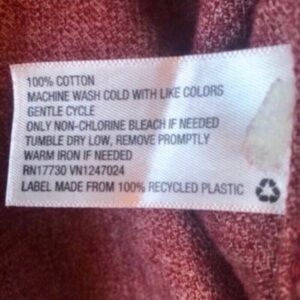 100% COTTON
MACHINE WASH COLD WITH LIKE COLORS
GENTLE CYCLE
ONLY NON-CHLORINE BLEACH IF NEEDED
TUMBLE DRY LOW, REMOVE PROMPTLY
WARM IRON IF NEEDED
RN17730 VN1247024
LABEL MADE FROM 100% RECYCLED PLASTIC